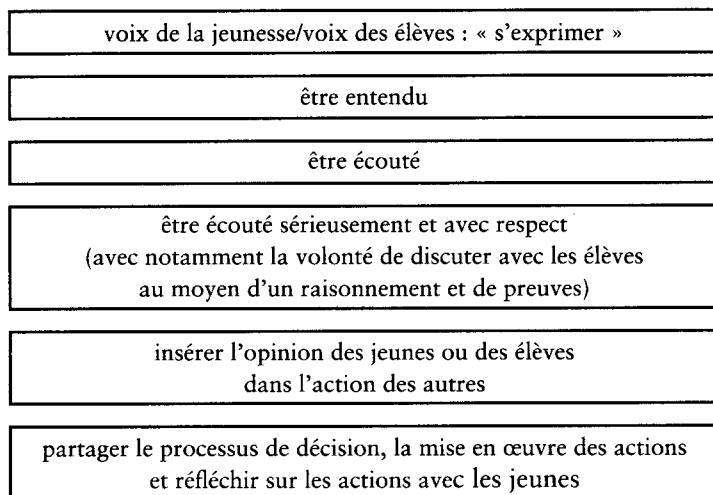 voix de la jeunesse/voix des élèves : « s’exprimer »
être entendu
être écouté
être écouté sérieusement et avec respect
(avec notamment la volonté de discuter avec les élèves
au moyen d’un raisonnement et de preuves)
insérer l’opinion des jeunes ou des élèves
dans l’action des autres
partager le processus de décision, la mise en œuvre des actions
et réfléchir sur les actions avec les jeunes